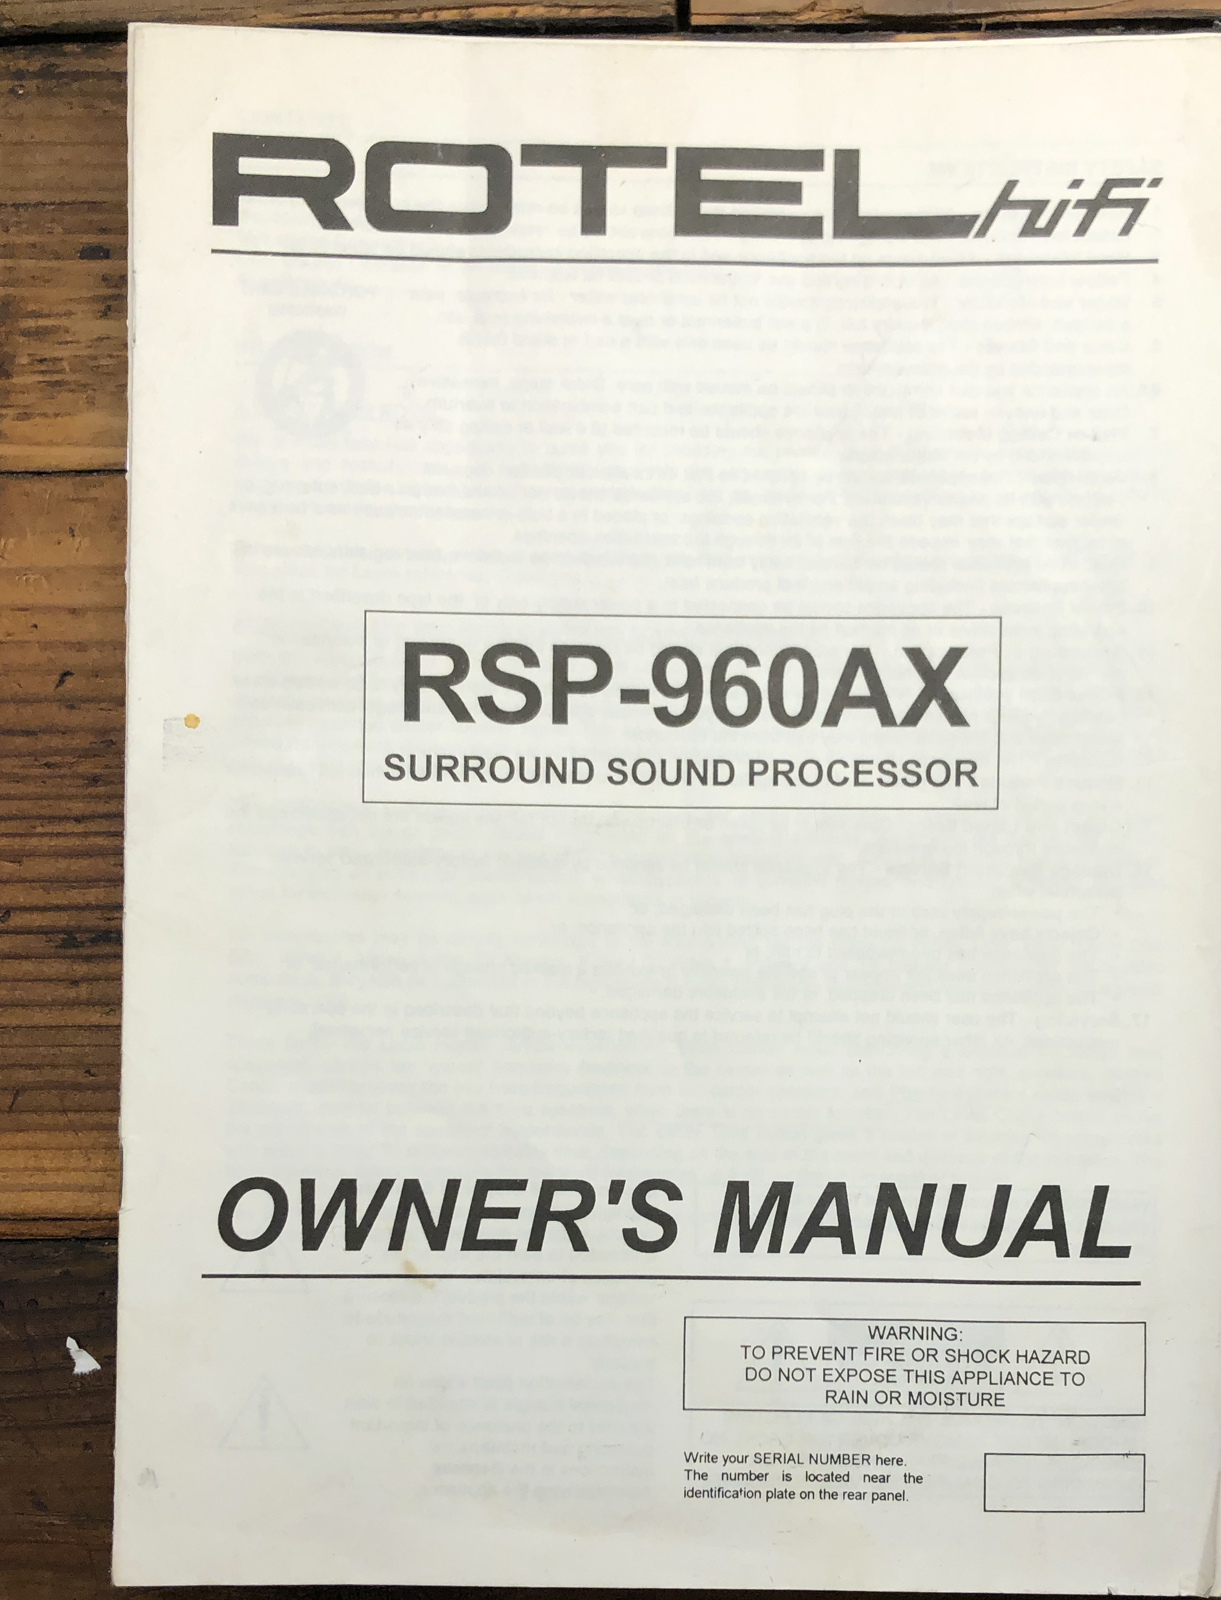 ROTEL hifi
RSP-960AX
SURROUND SOUND PROCESSOR
OWNER'S MANUAL
WARNING:
TO PREVENT FIRE OR SHOCK HAZARD
DO NOT EXPOSE THIS APPLIANCE TO
RAIN OR MOISTURE
Write your SERIAL NUMBER here.
The number is located near the
identification plate on the rear panel.